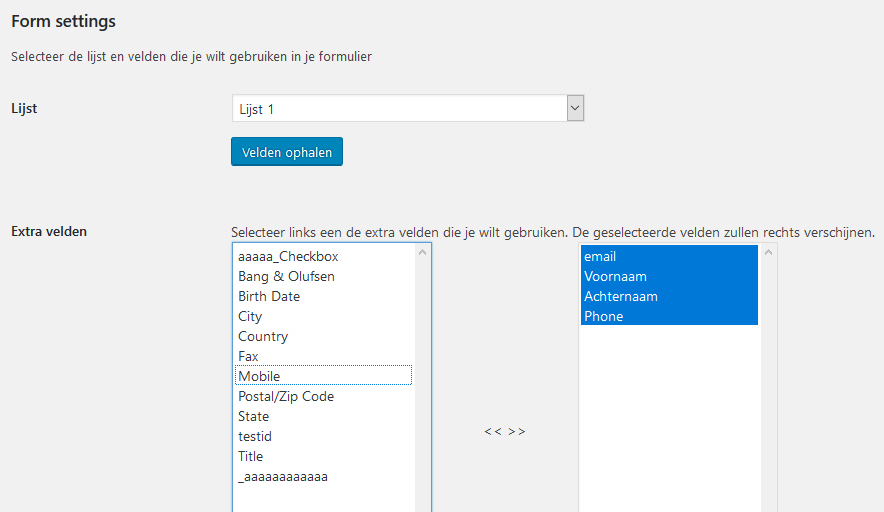 Form settings
Selecteer de lijst en velden die je wilt gebruiken in je formulier
Lijst
Lijst 1
Velden ophalen
Extra velden
Selecteer links een de extra velden die je wilt gebruiken. De geselecteerde velden zullen rechts verschijnen.
aaaaa_Checkbox
Bang & Olufsen
Birth Date
City
Country
Fax
Mobile
Postal/Zip Code
State
testid
Title
_aaaaaaaaaaaa
<< >>
email
Voornaam
Achternaam
Phone